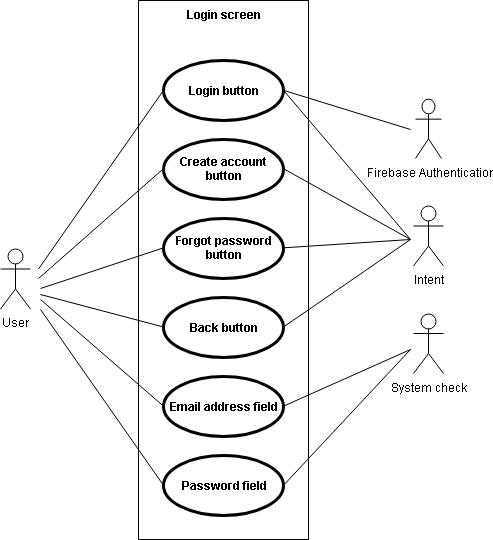 Login screen
Login button
Create account
button
Firebase Authentication
Forgot password
button
Intent
User
Back button
System check
Email address field
Password field